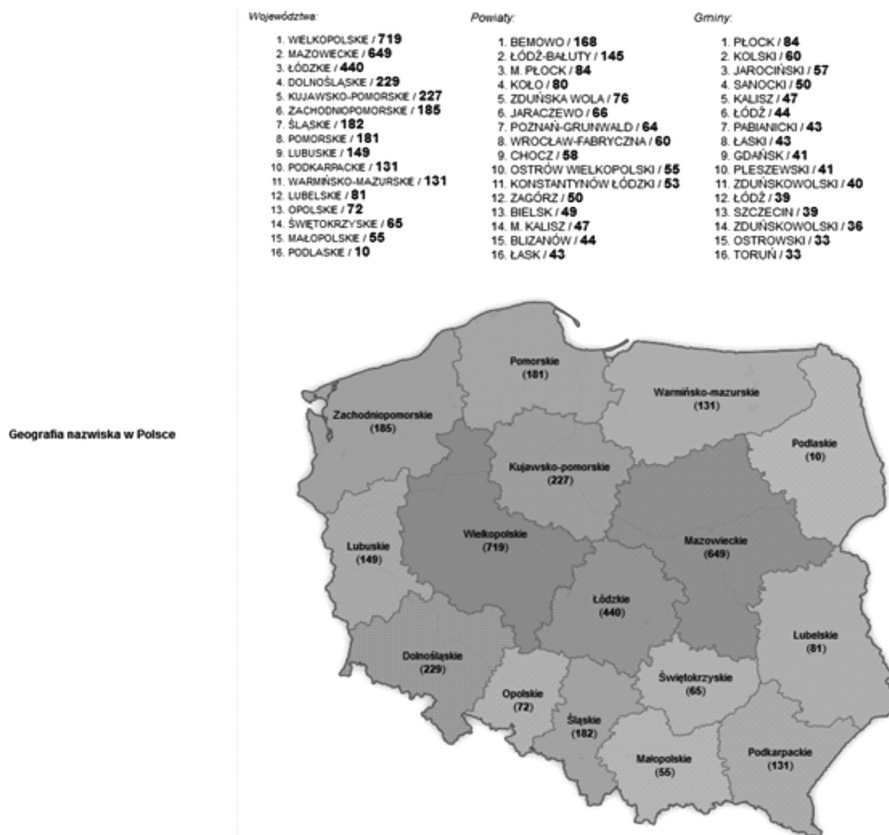 Województwa:
1. WIELKOPOLSKIE / 719
2. MAZOWIECKIE / 649
3. ŁÓDZKIE / 440
4. DOLNOŚLĄSKIE / 229
5. KUJAWSKO-POMORSKIE / 227
6. ZACHODNIOPOMORSKIE / 185
7. ŚLĄSKIE / 182
8. POMORSKIE / 181
9. LUBUSKIE / 149
10. PODKARPACKIE / 131
11. WARMIŃSKO-MAZURSKIE / 131
12. LUBELSKIE / 81
13. OPOLSKIE / 72
14. ŚWIĘTOKRZYSKIE / 65
15. MAŁOPOLSKIE / 55
16. PODLASKIE / 10
Powiaty:
1. BEMOWO / 168
2. ŁÓDŹ-BAŁUTY / 145
3. M. PŁOCK / 84
4. KOŁO / 80
5. ZDUŃSKA WOLA / 76
6. JARACZEWO / 66
7. POZNAŃ-GRUNWALD / 64
8. WROCŁAW-FABRYCZNA / 60
9. CHOCZ / 58
10. OSTRÓW WIELKOPOLSKI / 55
11. KONSTANTYNÓW ŁÓDZKI / 53
12. ZAGÓRZ / 50
13. BIELSK / 49
14. M. KALISZ / 47
15. BLIZANÓW / 44
16. ŁASK / 43
Gminy:
1. PŁOCK / 84
2. KOLSKI / 60
3. JAROCIŃSKI / 57
4. SANOCKI / 50
5. KALISZ / 47
6. ŁÓDŹ / 44
7. PABIANICKI / 43
8. ŁASKI / 43
9. GDAŃSK / 41
10. PLESZEWSKI / 41
11. ZDUŃSKOWOLSKI / 40
12. ŁÓDŹ / 39
13. SZCZECIN / 39
14. ZDUŃSKOWOLSKI / 36
15. OSTROWSKI / 33
16. TORUŃ / 33
Geografia nazwiska w Polsce
Pomorskie
(181)
Warmińsko-mazurskie
(131)
Zachodniopomorskie
(185)
Podlaskie
(10)
Kujawsko-pomorskie
(227)
Wielkopolskie
(719)
Mazowieckie
(649)
Lubuskie
(149)
Łódzkie
(440)
Lubelskie
(81)
Dolnośląskie
(229)
Świętokrzyskie
(65)
Opolskie
(72)
Śląskie
(182)
Podkarpackie
(131)
Małopolskie
(55)